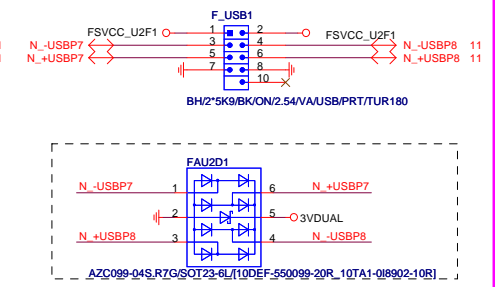 F_USB1
FSVCC_U2F1 1 2 FSVCC_U2F1
N_-USBP7 3 4 N_-USBP8 11
N_+USBP7 5 6 N_+USBP8 11
7 8
10
BH/2*5K9/BK/ON/2.54/VA/USB/PRT/TUR180
FAU2D1
N_-USBP7 1 6 N_+USBP7
2 5 3VDUAL
N_+USBP8 3 4 N_-USBP8
AZC099-04S.R7G/SOT23-6L/[10DEF-550099-20R_10TA1-0I8902-10R]